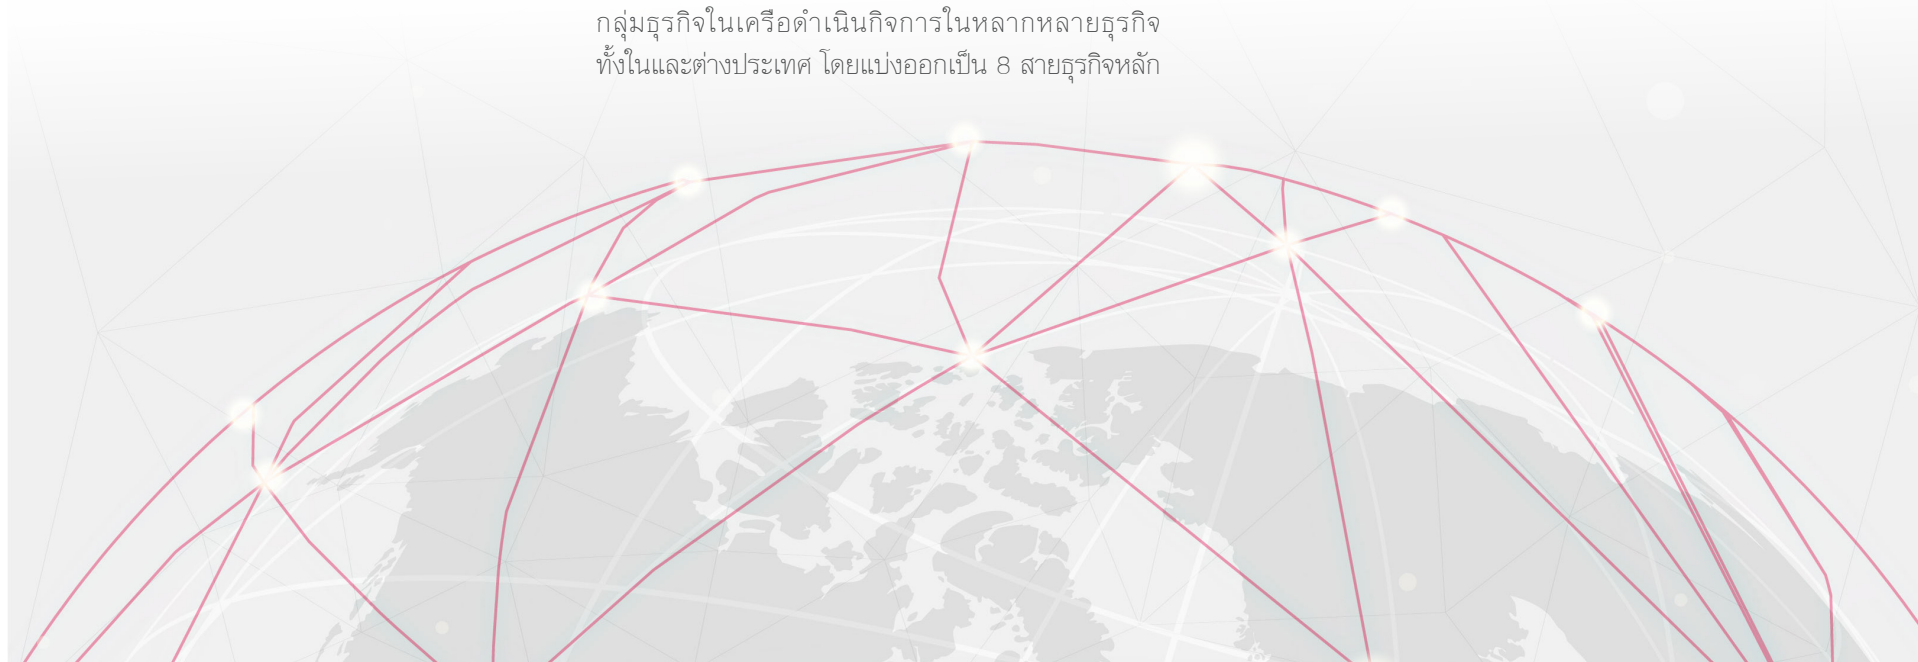 กลุ่มธุรกิจในเครือดำเนินกิจการในหลากหลายธุรกิจ
ทั้งในและต่างประเทศ โดยแบ่งออกเป็น 8 สายธุรกิจหลัก